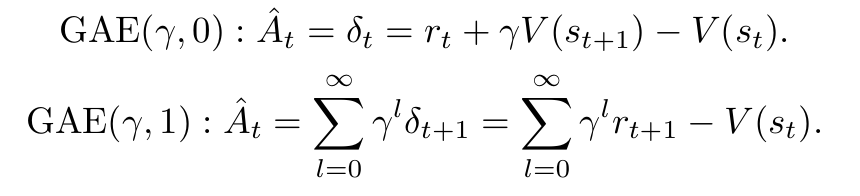 GAE(γ, 0) : Â_t = δ_t = r_t + γV(s_{t+1}) − V(s_t).
GAE(γ, 1) : Â_t = ∑_{l=0}^{∞} γ^l δ_{t+1} = ∑_{l=0}^{∞} γ^l r_{t+1} − V(s_t).